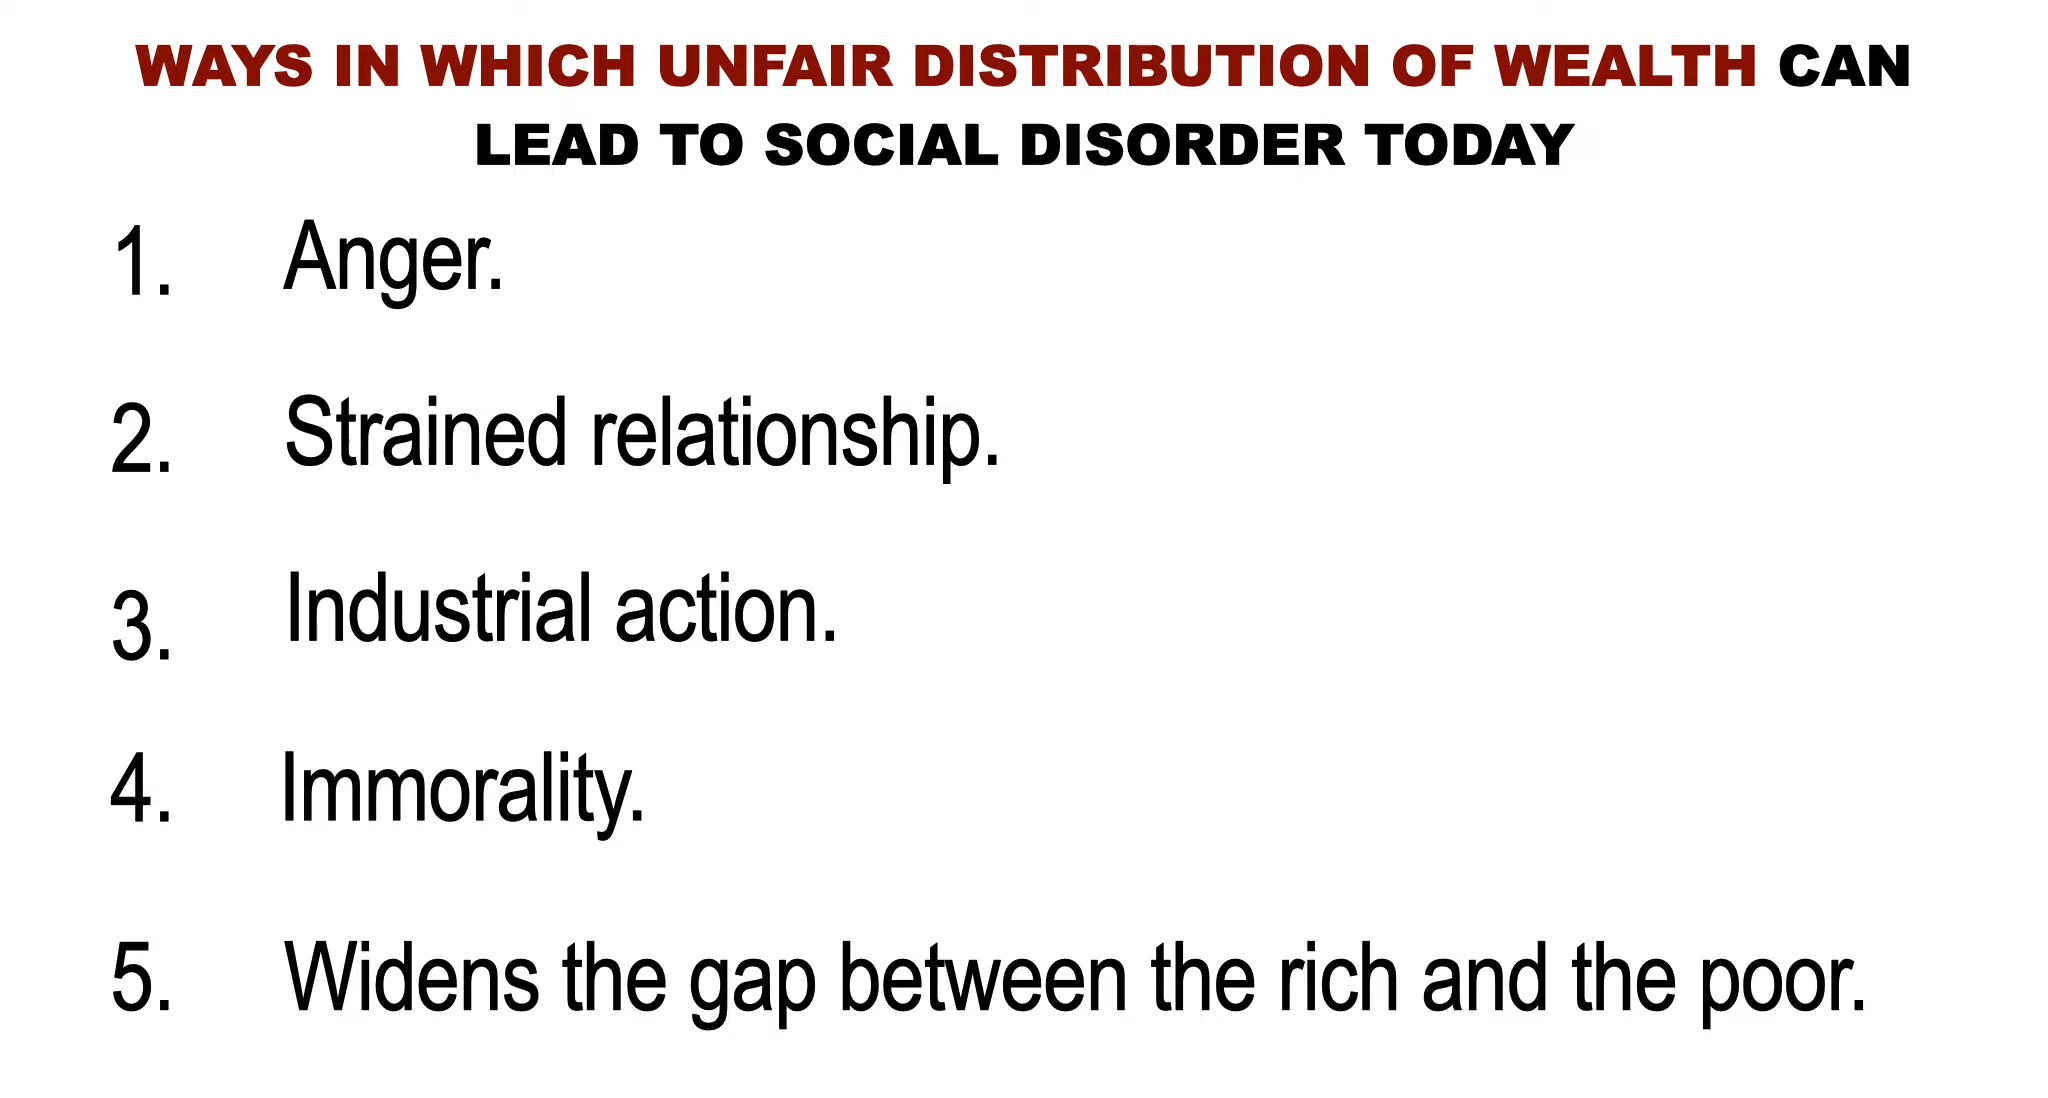 WAYS IN WHICH UNFAIR DISTRIBUTION OF WEALTH CAN
LEAD TO SOCIAL DISORDER TODAY
1. Anger.
2. Strained relationship.
3. Industrial action.
4. Immorality.
5. Widens the gap between the rich and the poor.